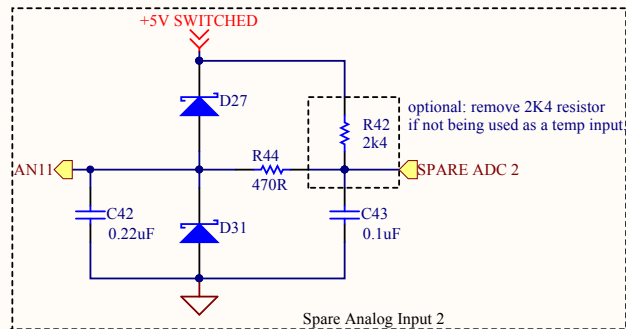 +5V SWITCHED
D27
optional: remove 2K4 resistor
if not being used as a temp input
R42
2k4
R44
470R
AN11
SPARE ADC 2
C42
0.22uF
D31
C43
0.1uF
Spare Analog Input 2